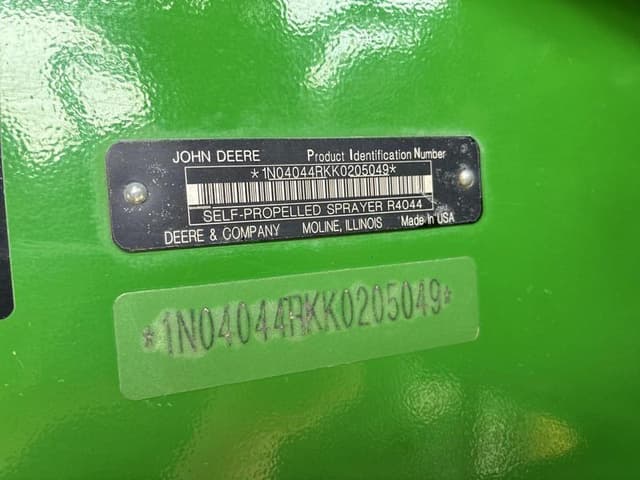 JOHN DEERE Product Identification Number
*1N04044RKK0205049*
SELF-PROPELLED SPRAYER R4044
DEERE & COMPANY MOLINE, ILLINOIS Made in USA
*1N04044RKK0205049*